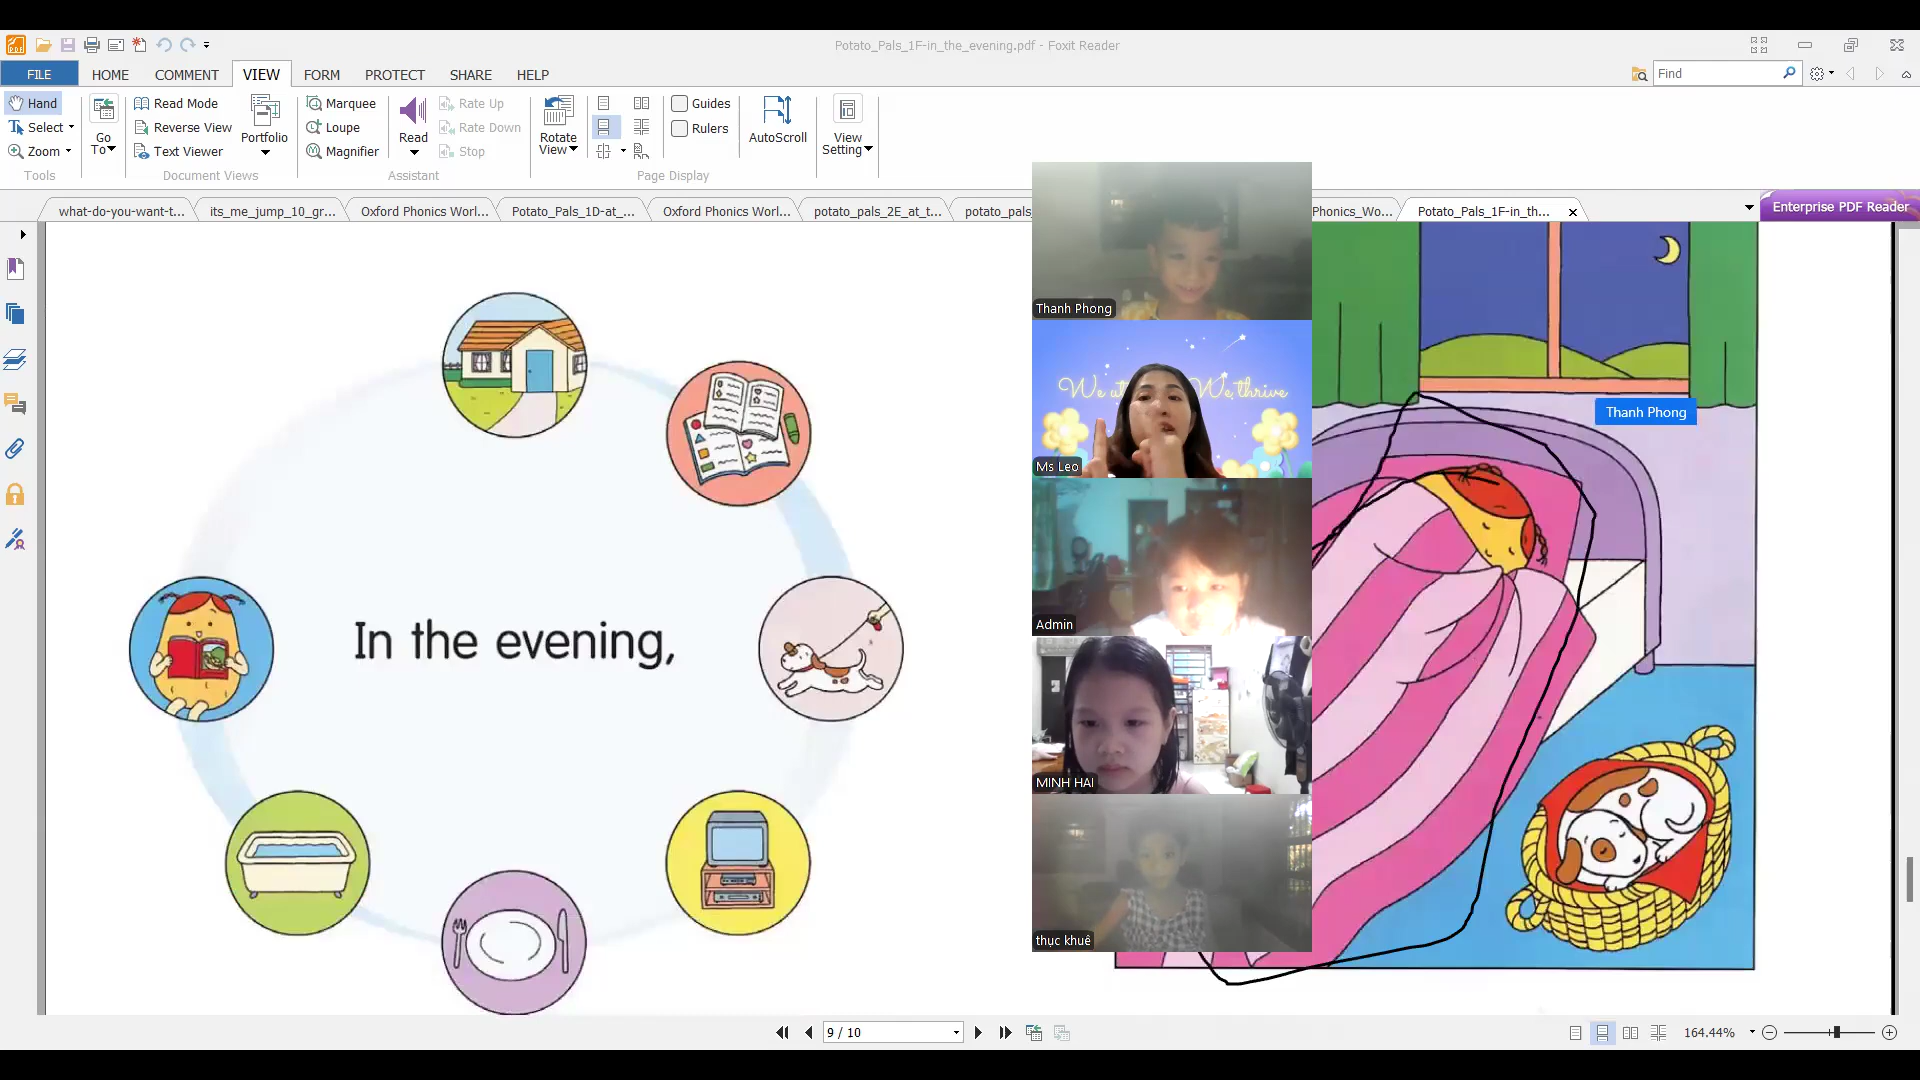 Potato_Pals_1F-in_the_evening.pdf - Foxit Reader
FILE HOME COMMENT VIEW FORM PROTECT SHARE HELP
Find
Hand
Select
Zoom
Tools
Go To
Read Mode
Reverse View
Text Viewer
Portfolio
Document Views
Marquee
Loupe
Magnifier
Read
Rate Up
Rate Down
Stop
Assistant
Rotate View
Page Display
Guides
Rulers
AutoScroll
View Setting
what-do-you-want-t... its_me_jump_10_gr... Oxford Phonics Worl... Potato_Pals_1D-at_... Oxford Phonics Worl... potato_pals_2E_at_t... potato_pals Phonics_Wo... Potato_Pals_1F-in_th...
Enterprise PDF Reader
In the evening,
Thanh Phong
We We thrive
Ms Leo
Admin
MINH HAI
thục khuê
Thanh Phong
9 / 10
164.44%